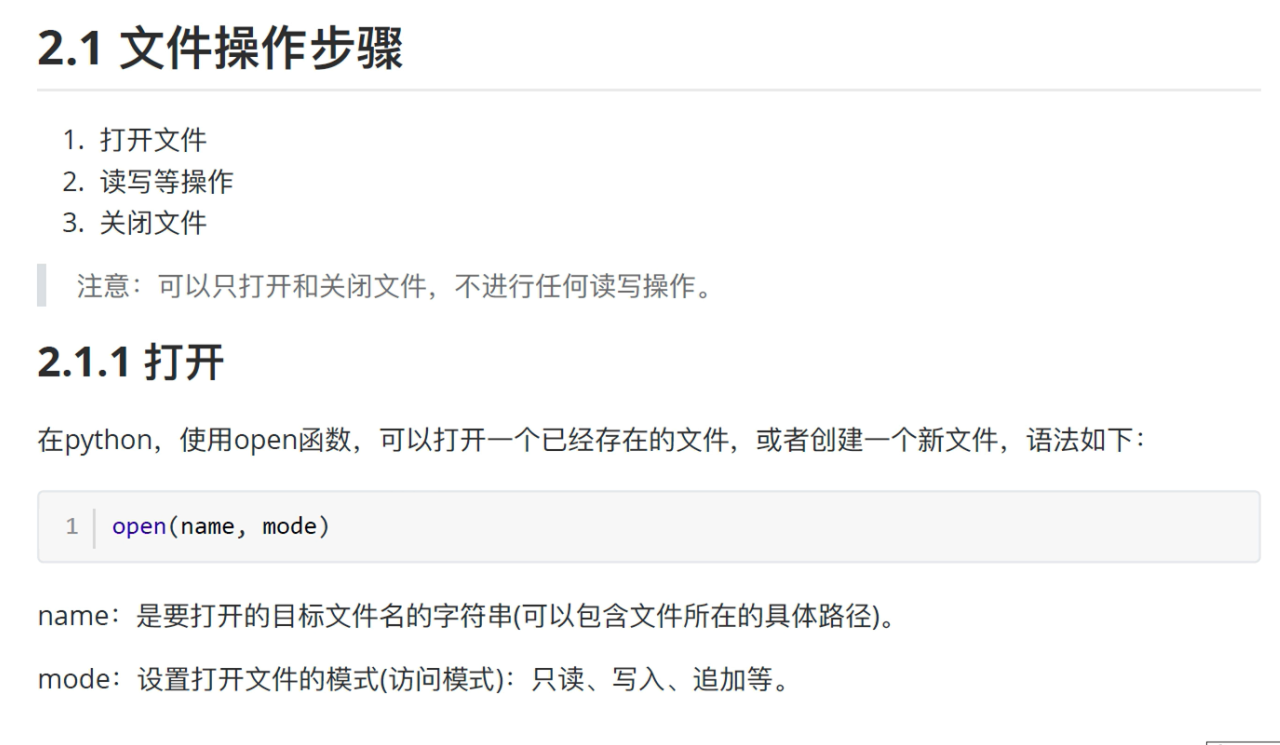 2.1 文件操作步骤
1. 打开文件
2. 读写等操作
3. 关闭文件
注意：可以只打开和关闭文件，不进行任何读写操作。
2.1.1 打开
在python，使用open函数，可以打开一个已经存在的文件，或者创建一个新文件，语法如下：
1 open(name, mode)
name：是要打开的目标文件名的字符串(可以包含文件所在的具体路径)。
mode：设置打开文件的模式(访问模式)：只读、写入、追加等。